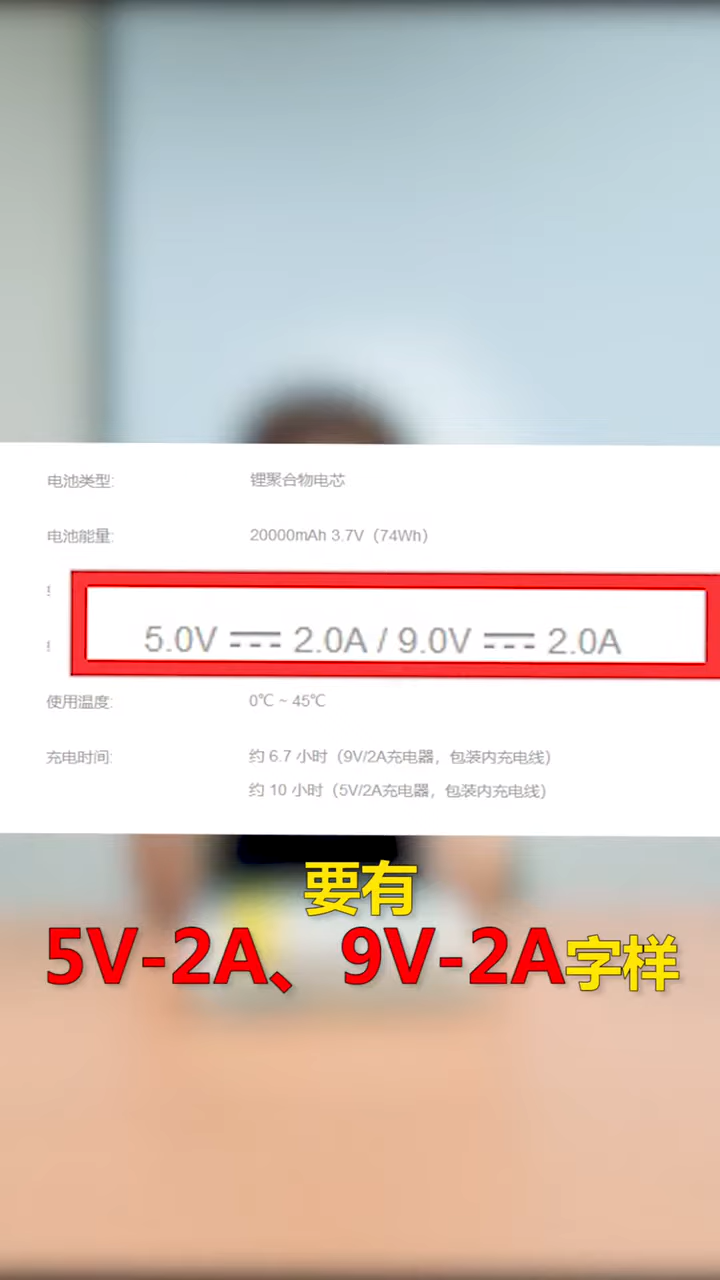 电池类型: 锂聚合物电芯
电池能量: 20000mAh 3.7V（74Wh）
5.0V ⎓ 2.0A / 9.0V ⎓ 2.0A
使用温度: 0℃ ~ 45℃
充电时间: 约 6.7 小时（9V/2A充电器，包装内充电线）
约 10 小时（5V/2A充电器，包装内充电线）
要有
5V-2A、9V-2A字样